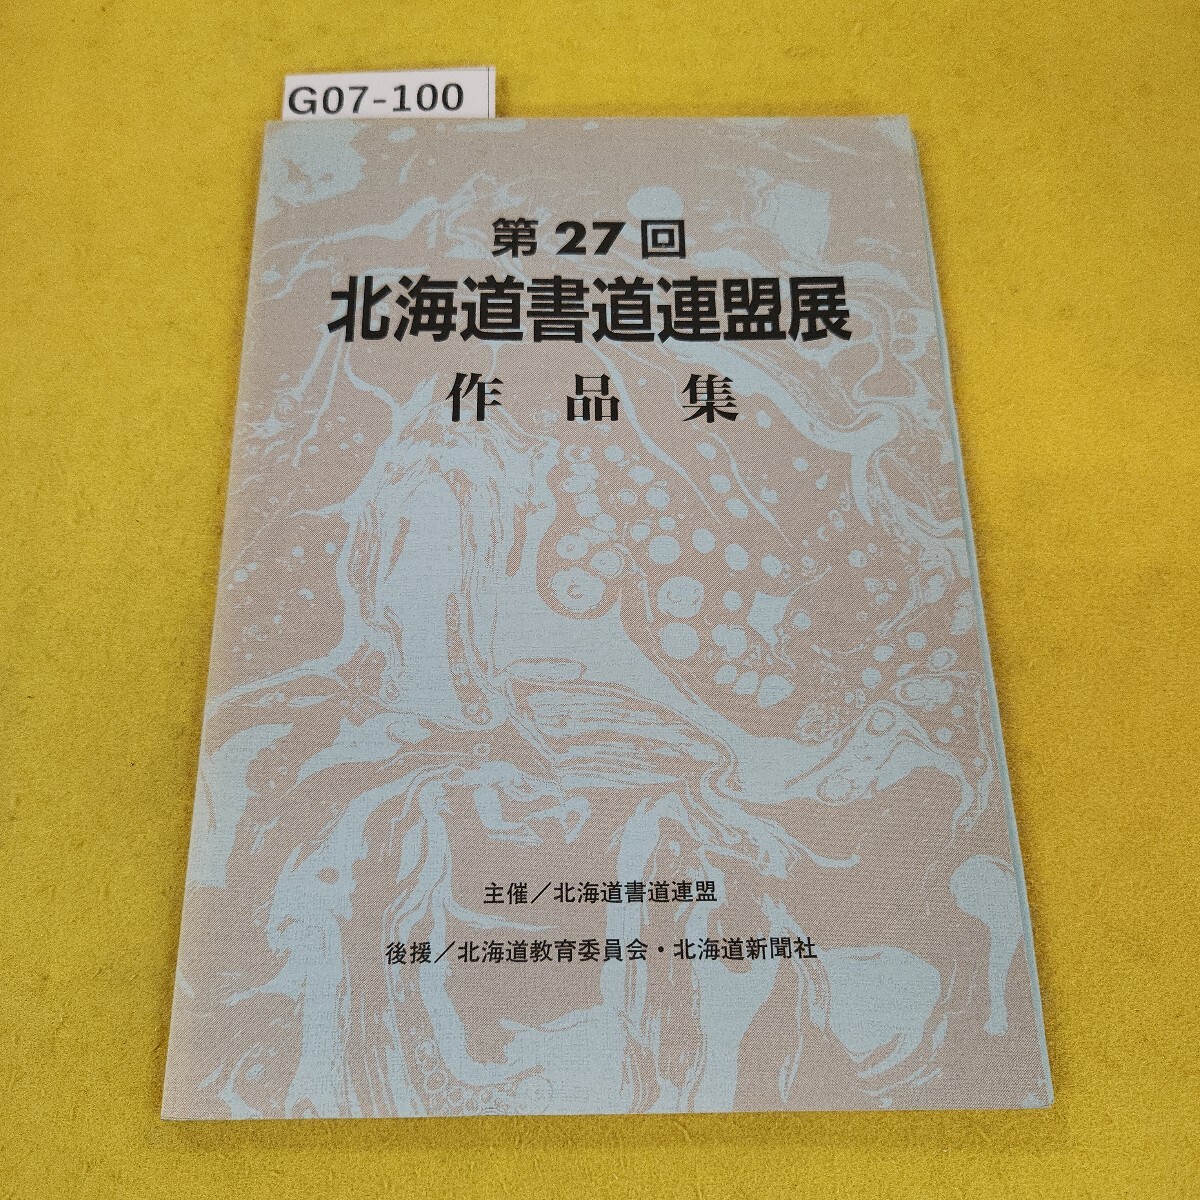 G07-100
第27回
北海道書道連盟展
作品集
主催／北海道書道連盟
後援／北海道教育委員会・北海道新聞社